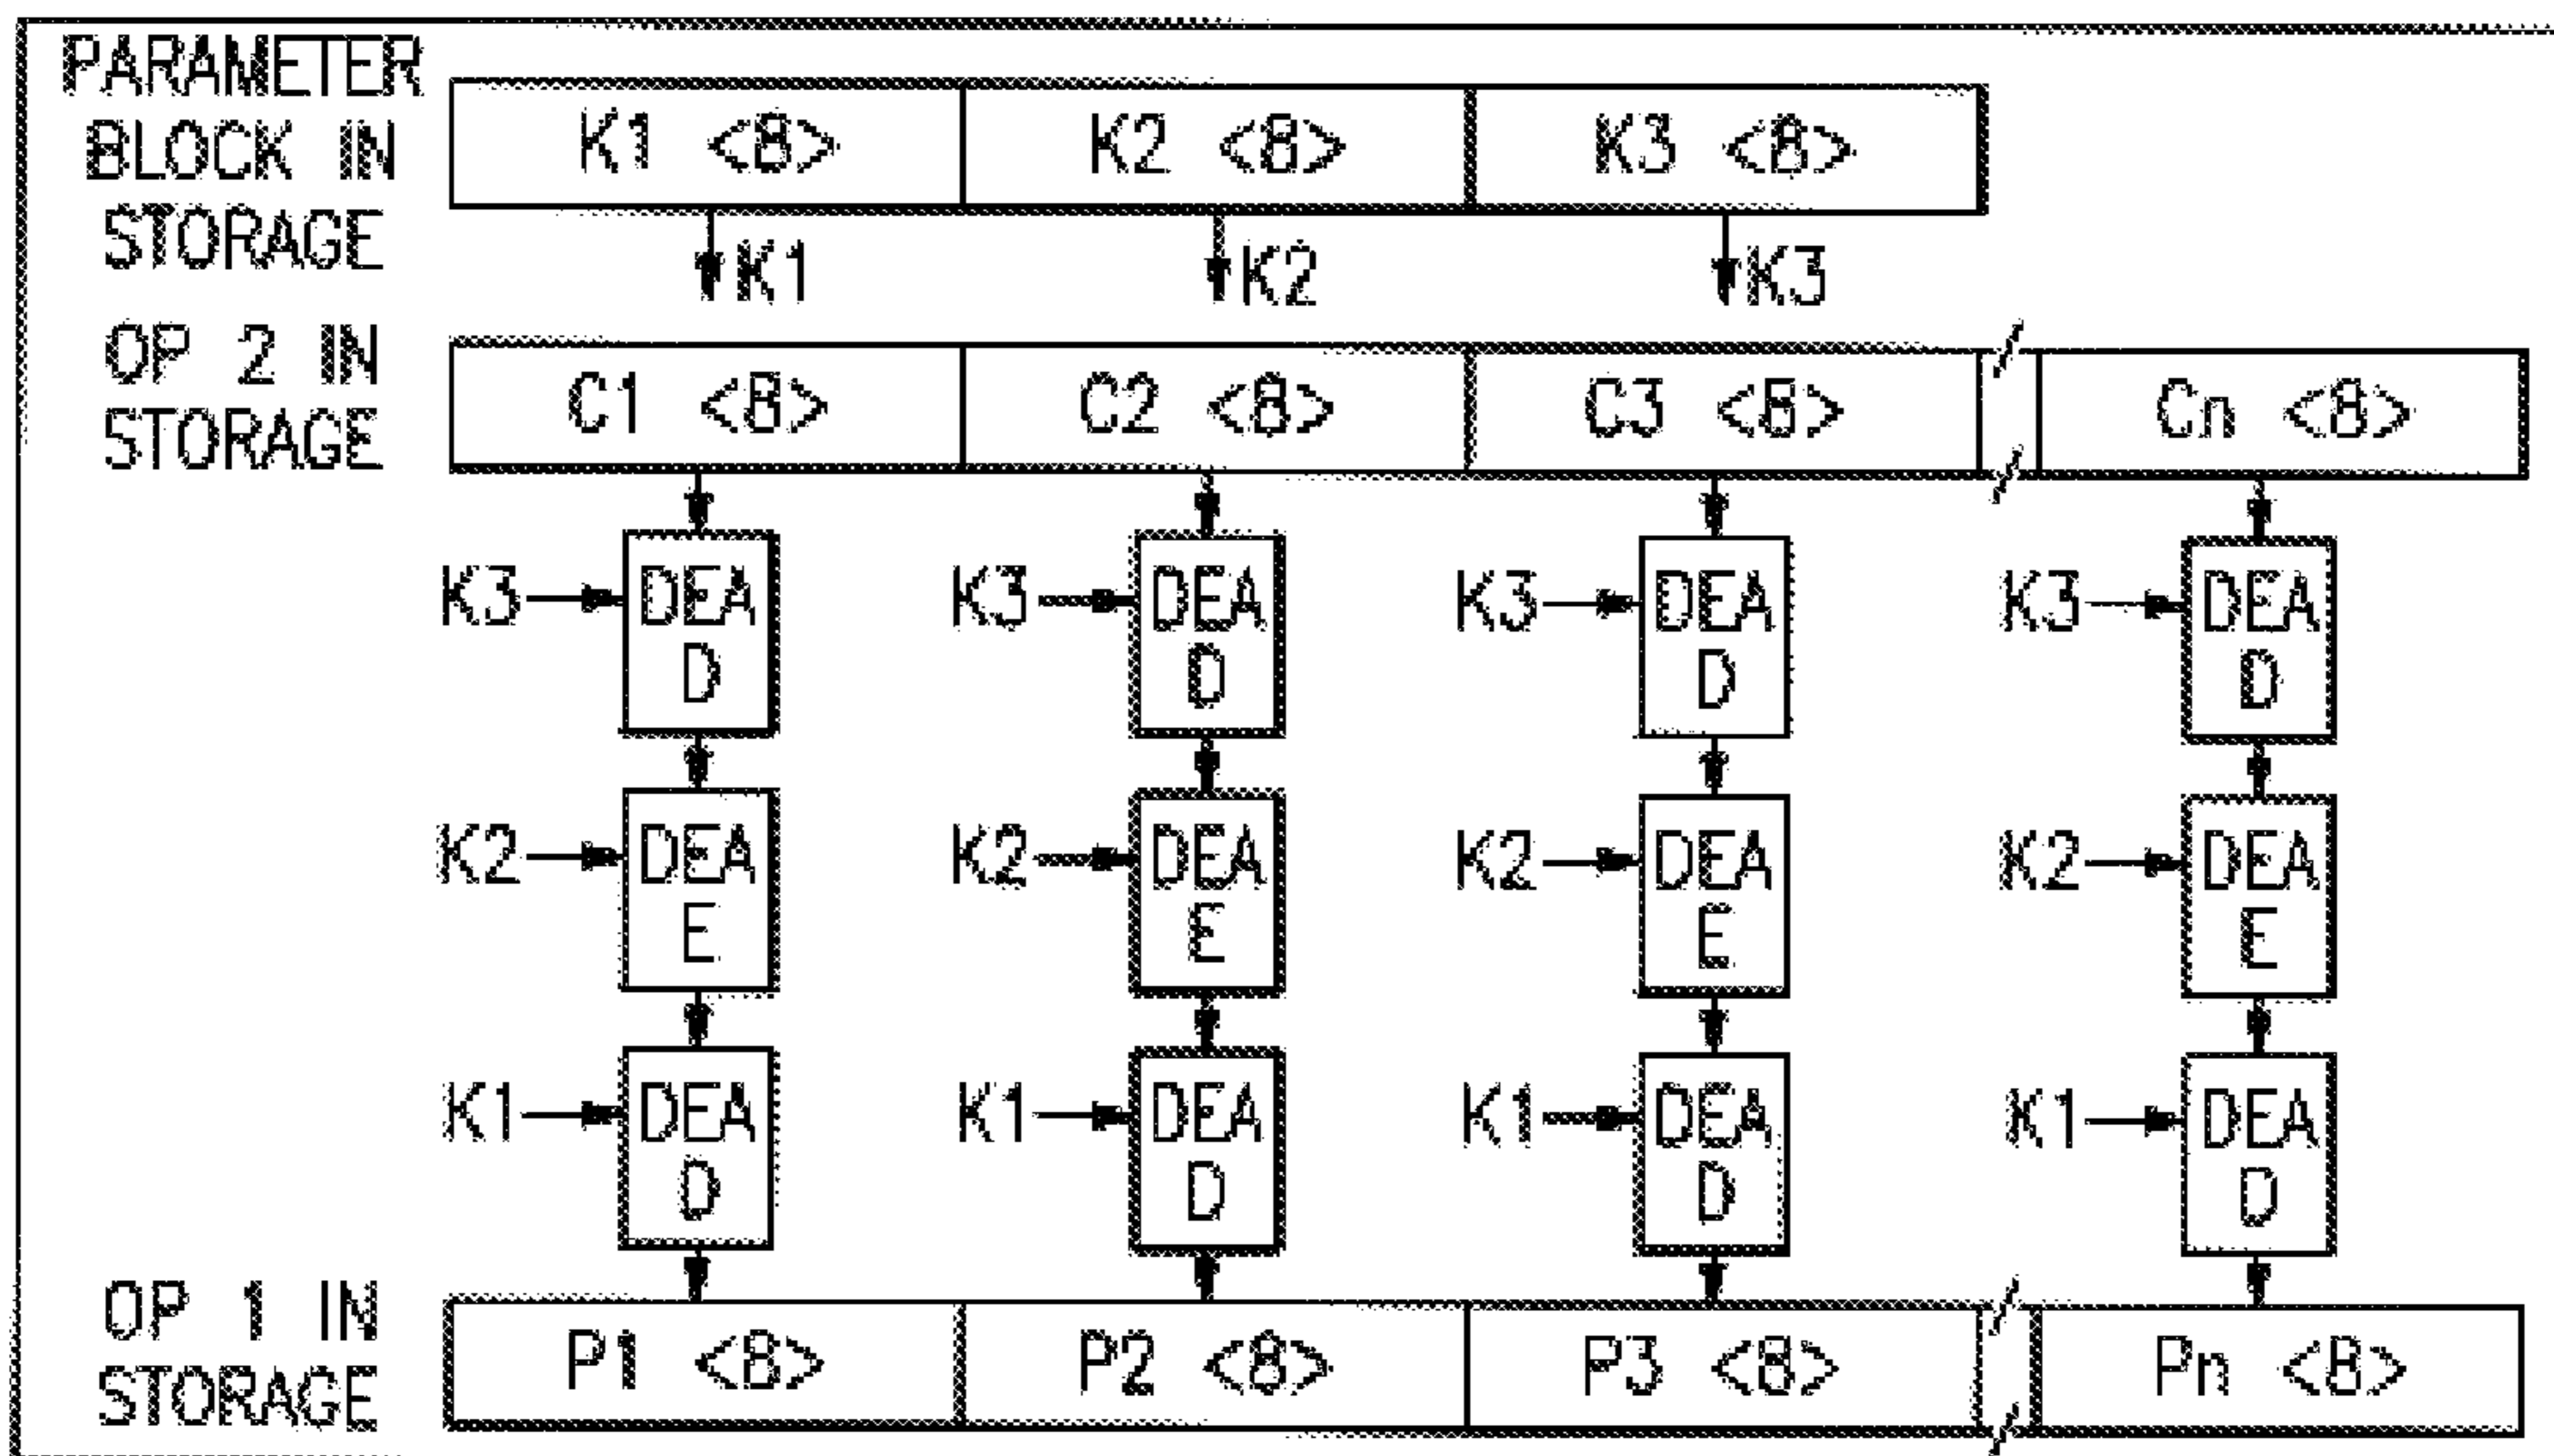 PARAMETER
BLOCK IN
STORAGE
K1 <8> K2 <8> K3 <8>
K1 K2 K3
OP 2 IN
STORAGE
C1 <8> C2 <8> C3 <8> Cn <8>
K3 DEA K3 DEA K3 DEA K3 DEA
D D D D
K2 DEA K2 DEA K2 DEA K2 DEA
E E E E
K1 DEA K1 DEA K1 DEA K1 DEA
D D D D
OP 1 IN
STORAGE
P1 <8> P2 <8> P3 <8> Pn <8>